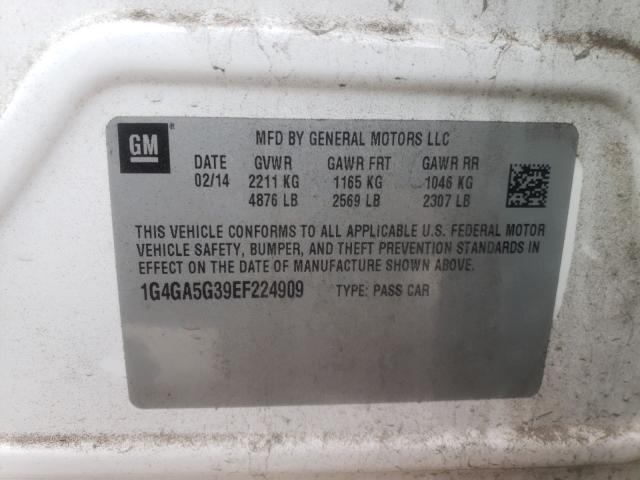 GM ®
MFD BY GENERAL MOTORS LLC
DATE GVWR GAWR FRT GAWR RR
02/14 2211 KG 1165 KG 1046 KG
4876 LB 2569 LB 2307 LB
THIS VEHICLE CONFORMS TO ALL APPLICABLE U.S. FEDERAL MOTOR
VEHICLE SAFETY, BUMPER, AND THEFT PREVENTION STANDARDS IN
EFFECT ON THE DATE OF MANUFACTURE SHOWN ABOVE.
1G4GA5G39EF224909 TYPE: PASS CAR